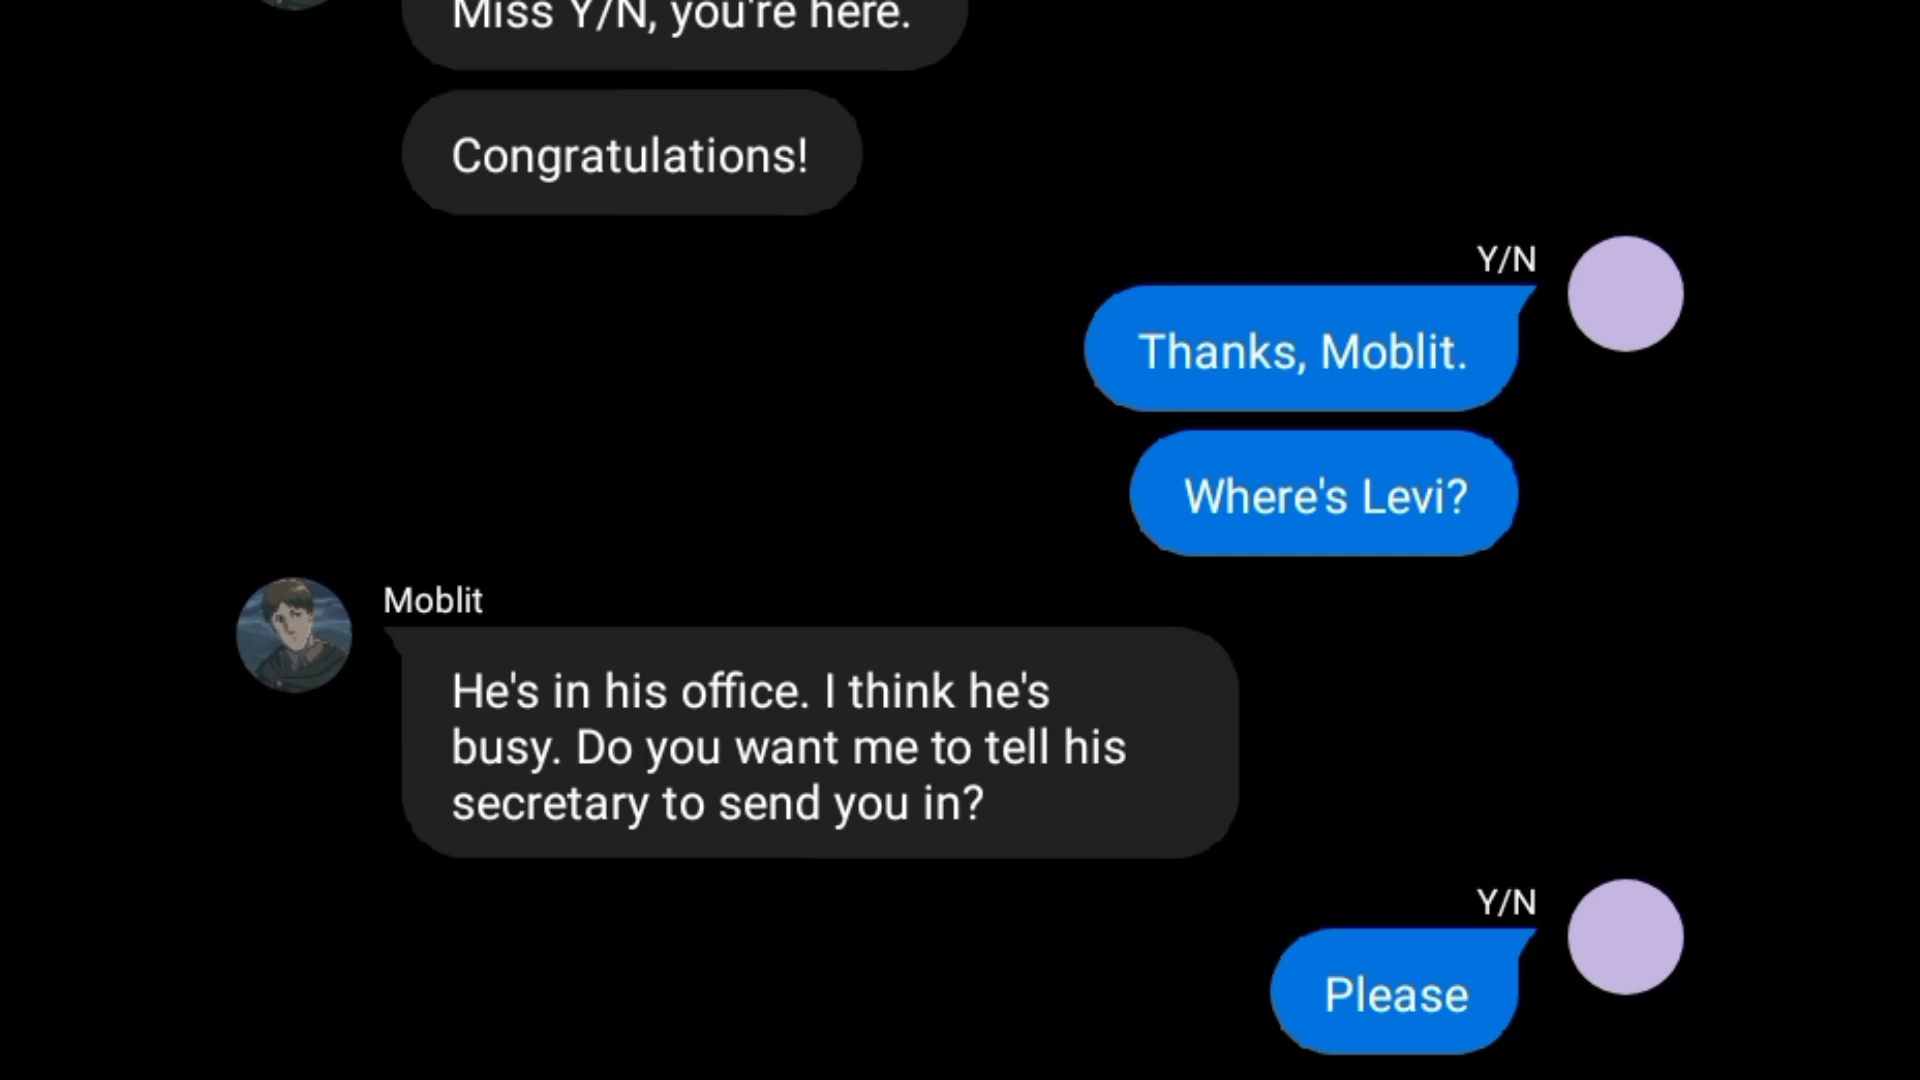 Miss Y/N, you're here.
Congratulations!
Y/N
Thanks, Moblit.
Where's Levi?
Moblit
He's in his office. I think he's
busy. Do you want me to tell his
secretary to send you in?
Y/N
Please